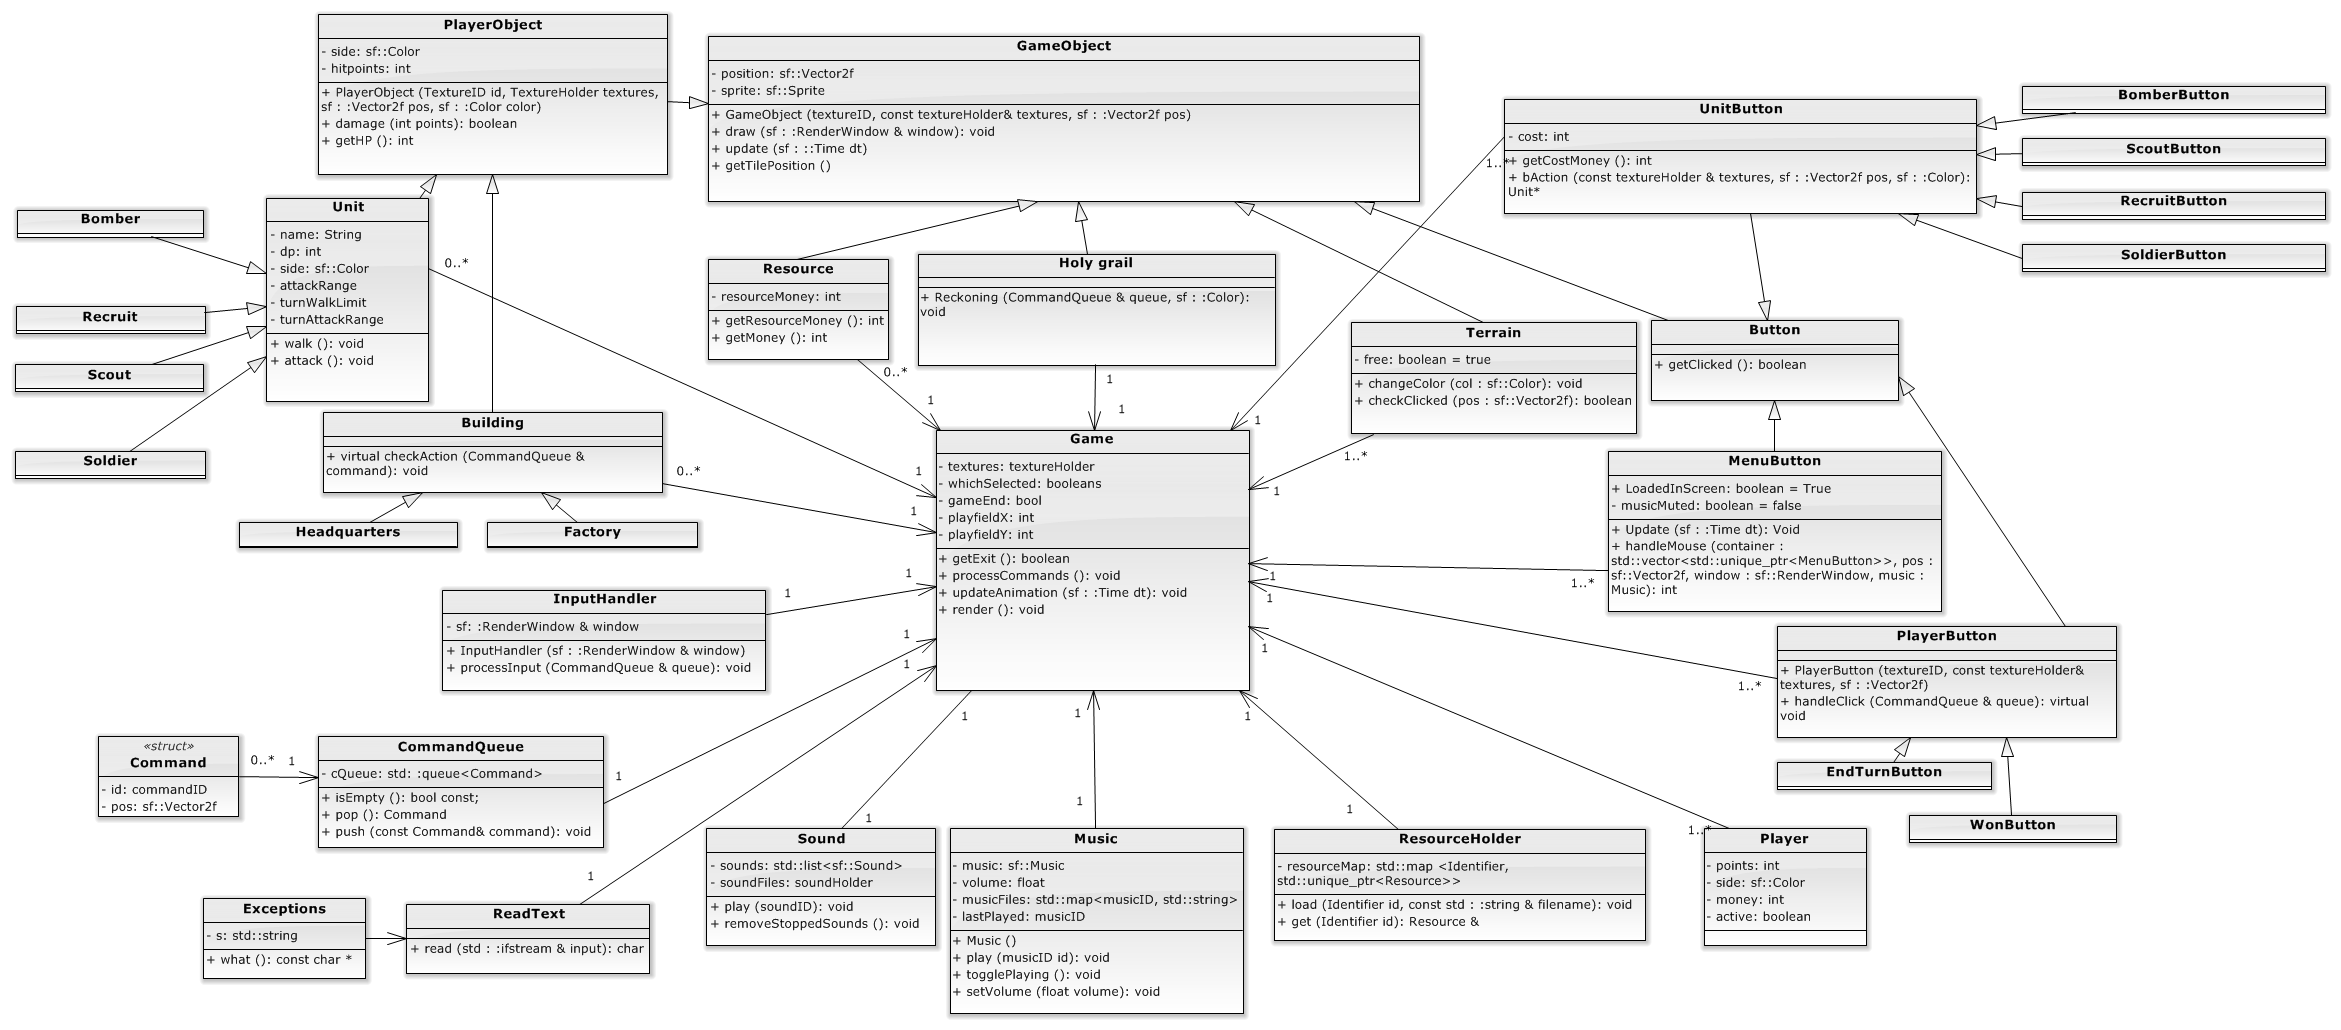 PlayerObject
- side: sf::Color
- hitpoints: int
+ PlayerObject (TextureID id, TextureHolder textures,
sf : :Vector2f pos, sf : :Color color)
+ damage (int points): boolean
+ getHP (): int
GameObject
- position: sf::Vector2f
- sprite: sf::Sprite
+ GameObject (textureID, const textureHolder& textures, sf : :Vector2f pos)
+ draw (sf : :RenderWindow & window): void
+ update (sf : ::Time dt)
+ getTilePosition ()
UnitButton
- cost: int
+ getCostMoney (): int
+ bAction (const textureHolder & textures, sf : :Vector2f pos, sf : :Color):
Unit*
1..*
BomberButton
ScoutButton
RecruitButton
SoldierButton
Bomber
Recruit
Scout
Soldier
Unit
- name: String
- dp: int
- side: sf::Color
- attackRange
- turnWalkLimit
- turnAttackRange
+ walk (): void
+ attack (): void
0..*
Resource
- resourceMoney: int
+ getResourceMoney (): int
+ getMoney (): int
0..*
1
Holy grail
+ Reckoning (CommandQueue & queue, sf : :Color):
void
1
1
1
Terrain
- free: boolean = true
+ changeColor (col : sf::Color): void
+ checkClicked (pos : sf::Vector2f): boolean
1..*
1
Button
+ getClicked (): boolean
Building
+ virtual checkAction (CommandQueue &
command): void
0..*
1
1
Headquarters
Factory
Game
- textures: textureHolder
- whichSelected: booleans
- gameEnd: bool
- playfieldX: int
- playfieldY: int
+ getExit (): boolean
+ processCommands (): void
+ updateAnimation (sf : :Time dt): void
+ render (): void
MenuButton
+ LoadedInScreen: boolean = True
- musicMuted: boolean = false
+ Update (sf : :Time dt): Void
+ handleMouse (container :
std::vector<std::unique_ptr<MenuButton>>, pos :
sf::Vector2f, window : sf::RenderWindow, music :
Music): int
1..*
1
1
InputHandler
- sf: :RenderWindow & window
+ InputHandler (sf : :RenderWindow & window)
+ processInput (CommandQueue & queue): void
1
1
1
1
1
PlayerButton
+ PlayerButton (textureID, const textureHolder&
textures, sf : :Vector2f)
+ handleClick (CommandQueue & queue): virtual
void
1..*
EndTurnButton
WonButton
«struct»
Command
- id: commandID
- pos: sf::Vector2f
0..*
1
CommandQueue
- cQueue: std: :queue<Command>
+ isEmpty (): bool const;
+ pop (): Command
+ push (const Command& command): void
1
1
1
1
Exceptions
- s: std::string
+ what (): const char *
ReadText
+ read (std : :ifstream & input): char
1
Sound
- sounds: std::list<sf::Sound>
- soundFiles: soundHolder
+ play (soundID): void
+ removeStoppedSounds (): void
1
Music
- music: sf::Music
- volume: float
- musicFiles: std::map<musicID, std::string>
- lastPlayed: musicID
+ Music ()
+ play (musicID id): void
+ togglePlaying (): void
+ setVolume (float volume): void
1
ResourceHolder
- resourceMap: std::map <Identifier,
std::unique_ptr<Resource>>
+ load (Identifier id, const std : :string & filename): void
+ get (Identifier id): Resource &
1
Player
- points: int
- side: sf::Color
- money: int
- active: boolean
1..*